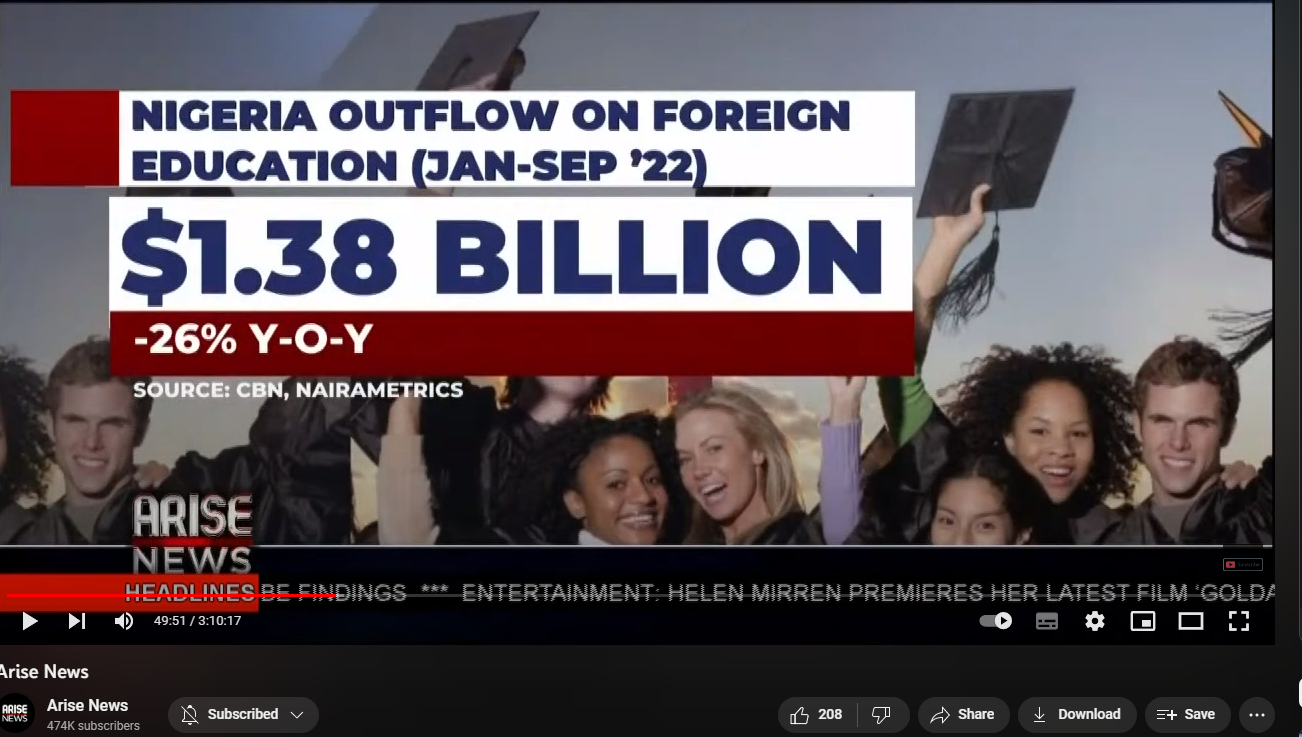 NIGERIA OUTFLOW ON FOREIGN
EDUCATION (JAN-SEP ’22)
$1.38 BILLION
-26% Y-O-Y
SOURCE: CBN, NAIRAMETRICS
ARISE
NEWS
HEADLINES BE FINDINGS *** ENTERTAINMENT: HELEN MIRREN PREMIERES HER LATEST FILM ‘GOLDA
49:51 / 3:10:17
Arise News
ARISE
NEWS
Arise News
474K subscribers
Subscribed
208
Share
Download
Save